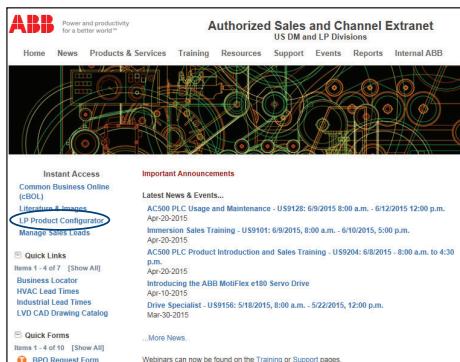 ABB
Power and productivity
for a better world™
Authorized Sales and Channel Extranet
US DM and LP Divisions
Home News Products & Services Training Resources Support Events Reports Internal ABB
Instant Access
Common Business Online
(cBOL)
Literature & Images
LP Product Configurator
Manage Sales Leads
Quick Links
Items 1 - 4 of 7 [Show All]
Business Locator
HVAC Lead Times
Industrial Lead Times
LVD CAD Drawing Catalog
Quick Forms
Items 1 - 4 of 10 [Show All]
BPO Request Form
Important Announcements
Latest News & Events...
AC500 PLC Usage and Maintenance - US9128: 6/9/2015 8:00 a.m. - 6/12/2015 12:00 p.m.
Apr-20-2015
Immersion Sales Training - US9101: 6/9/2015, 8:00 a.m. - 6/10/2015, 5:00 p.m.
Apr-20-2015
AC500 PLC Product Introduction and Sales Training - US9204: 6/8/2015 - 8:00 a.m. to 4:30
p.m.
Apr-20-2015
Introducing the ABB MotiFlex e180 Servo Drive
Apr-10-2015
Drive Specialist - US9156: 5/18/2015, 8:00 a.m. - 5/22/2015, 12:00 p.m.
Mar-30-2015
...More News.
Webinars can now be found on the Training or Support pages.